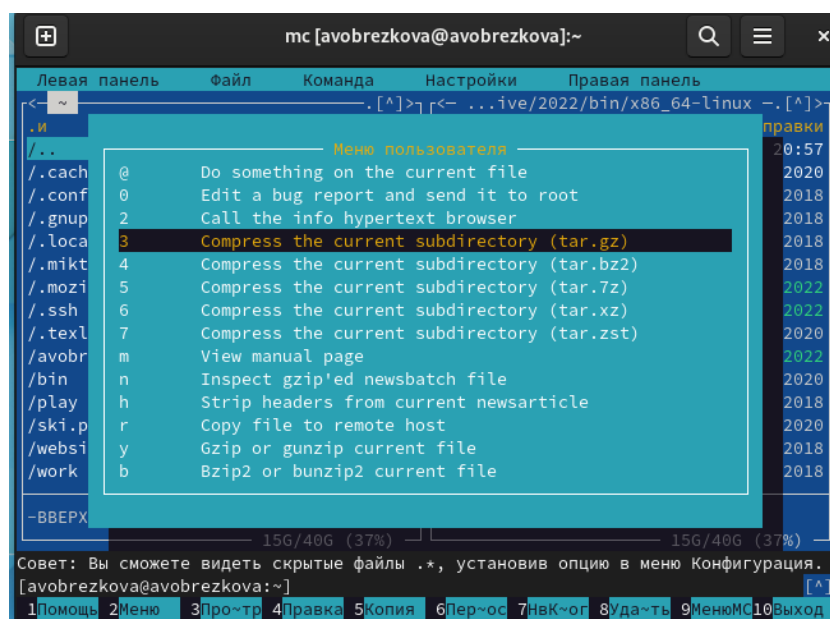 mc [avobrezkova@avobrezkova]:~
Левая панель Файл Команда Настройки Правая панель
<— ~ .[^]> <— ...ive/2022/bin/x86_64-linux —.[^]>
.и правки
/.. 20:57
Меню пользователя
/.cach @ Do something on the current file 2020
/.conf 0 Edit a bug report and send it to root 2018
/.gnup 2 Call the info hypertext browser 2018
/.loca 3 Compress the current subdirectory (tar.gz) 2018
/.mikt 4 Compress the current subdirectory (tar.bz2) 2018
/.mozi 5 Compress the current subdirectory (tar.7z) 2022
/.ssh 6 Compress the current subdirectory (tar.xz) 2022
/.texl 7 Compress the current subdirectory (tar.zst) 2020
/avobr m View manual page 2022
/bin n Inspect gzip'ed newsbatch file 2020
/play h Strip headers from current newsarticle 2018
/ski.p r Copy file to remote host 2020
/websi y Gzip or gunzip current file 2018
/work b Bzip2 or bunzip2 current file 2018
-ВВЕРХ
15G/40G (37%) 15G/40G (37%)
Совет: Вы сможете видеть скрытые файлы .*, установив опцию в меню Конфигурация.
[avobrezkova@avobrezkova:~] [^]
1Помощь 2Меню 3Про~тр 4Правка 5Копия 6Пер~ос 7НвК~ог 8Уда~ть 9МенюМС 10Выход